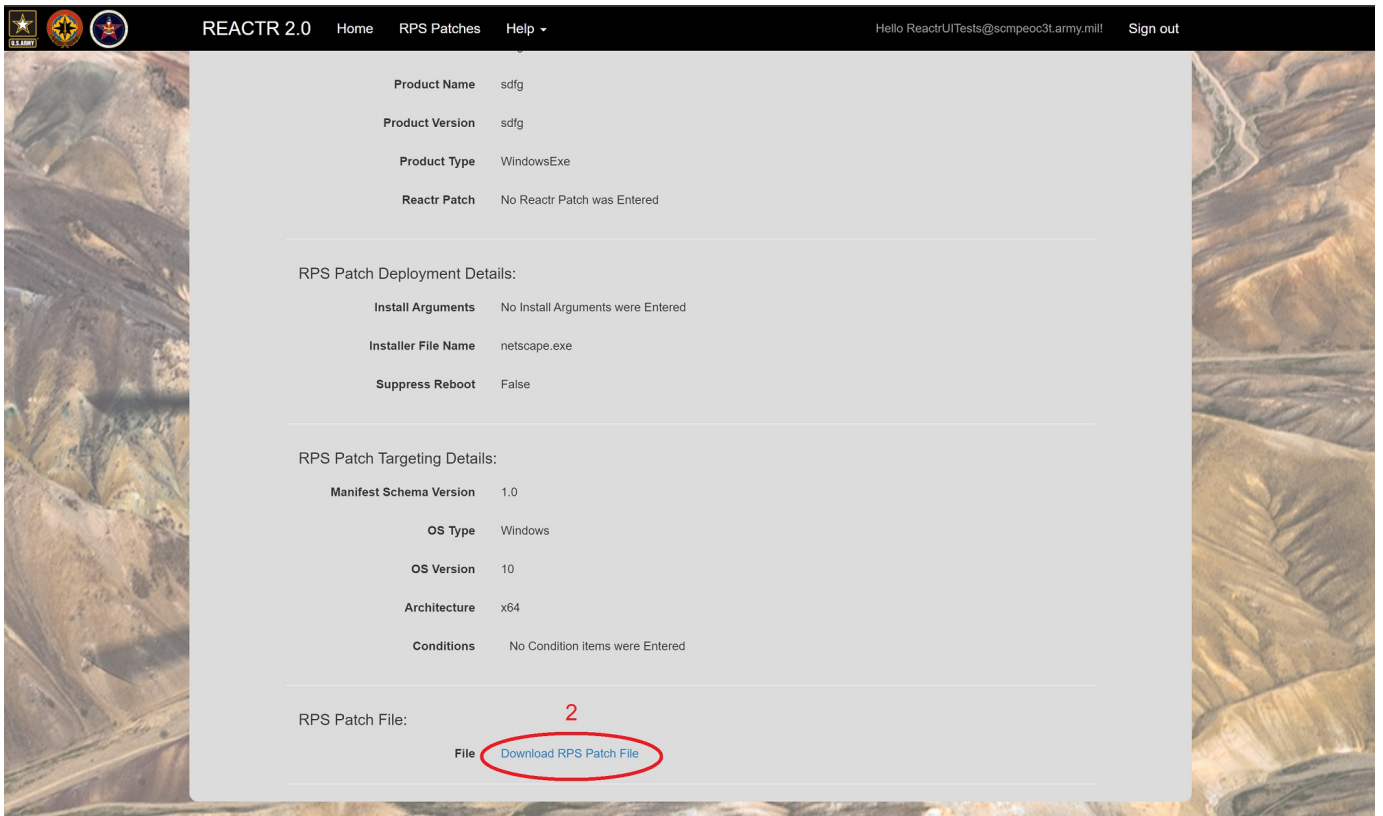 U.S.ARMY
REACTR 2.0 Home RPS Patches Help Hello ReactrUITests@scmpeoc3t.army.mil! Sign out
Product Name sdfg
Product Version sdfg
Product Type WindowsExe
Reactr Patch No Reactr Patch was Entered
RPS Patch Deployment Details:
Install Arguments No Install Arguments were Entered
Installer File Name netscape.exe
Suppress Reboot False
RPS Patch Targeting Details:
Manifest Schema Version 1.0
OS Type Windows
OS Version 10
Architecture x64
Conditions No Condition items were Entered
2
RPS Patch File:
File Download RPS Patch File